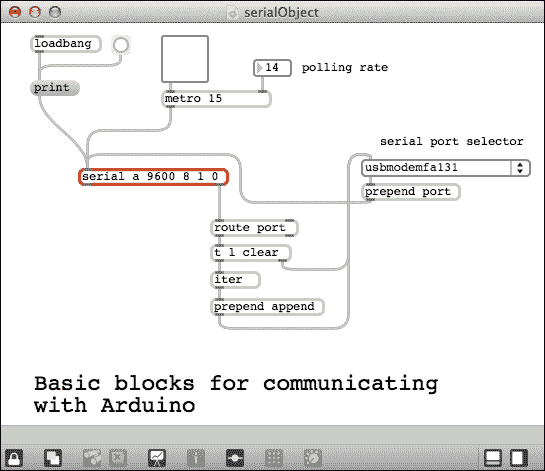 serialObject
loadbang
print
14 polling rate
metro 15
serial port selector
usbmodemfa131
prepend port
serial a 9600 8 1 0
route port
t l clear
iter
prepend append
Basic blocks for communicating
with Arduino